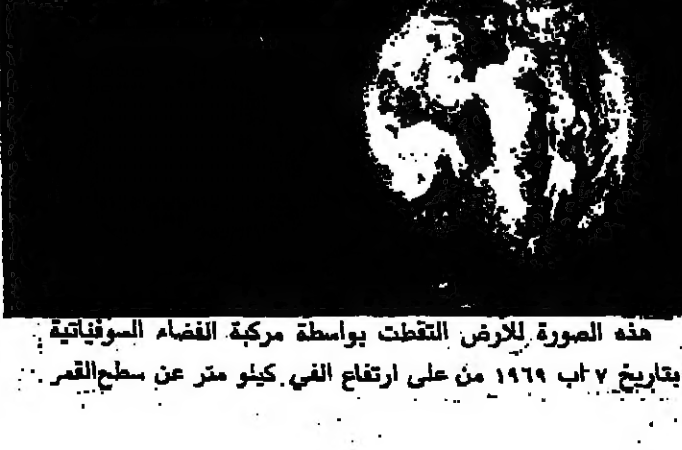 هذه الصورة للارض التقطت بواسطة مركبة الفضاء السوفياتية
بتاريخ ٧ اب ١٩٦٩ من على ارتفاع الفي كيلو متر عن سطح القمر .